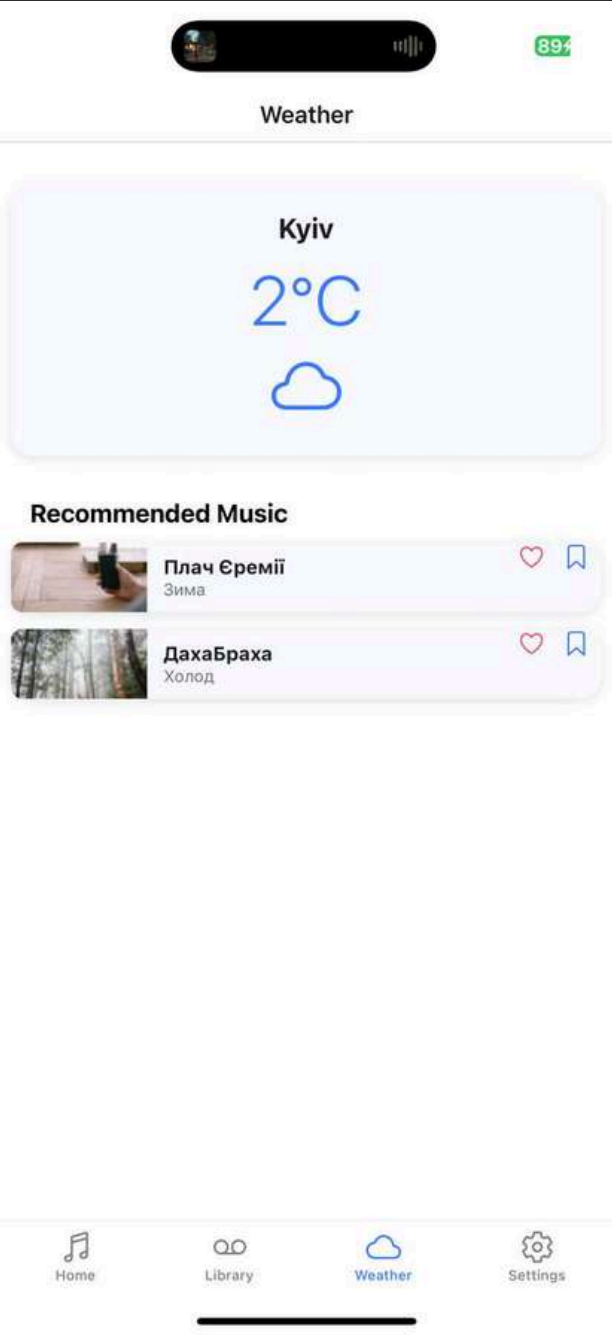 89
Weather
Kyiv
2°C
Recommended Music
Плач Єремії
Зима
ДахаБраха
Холод
Home
Library
Weather
Settings